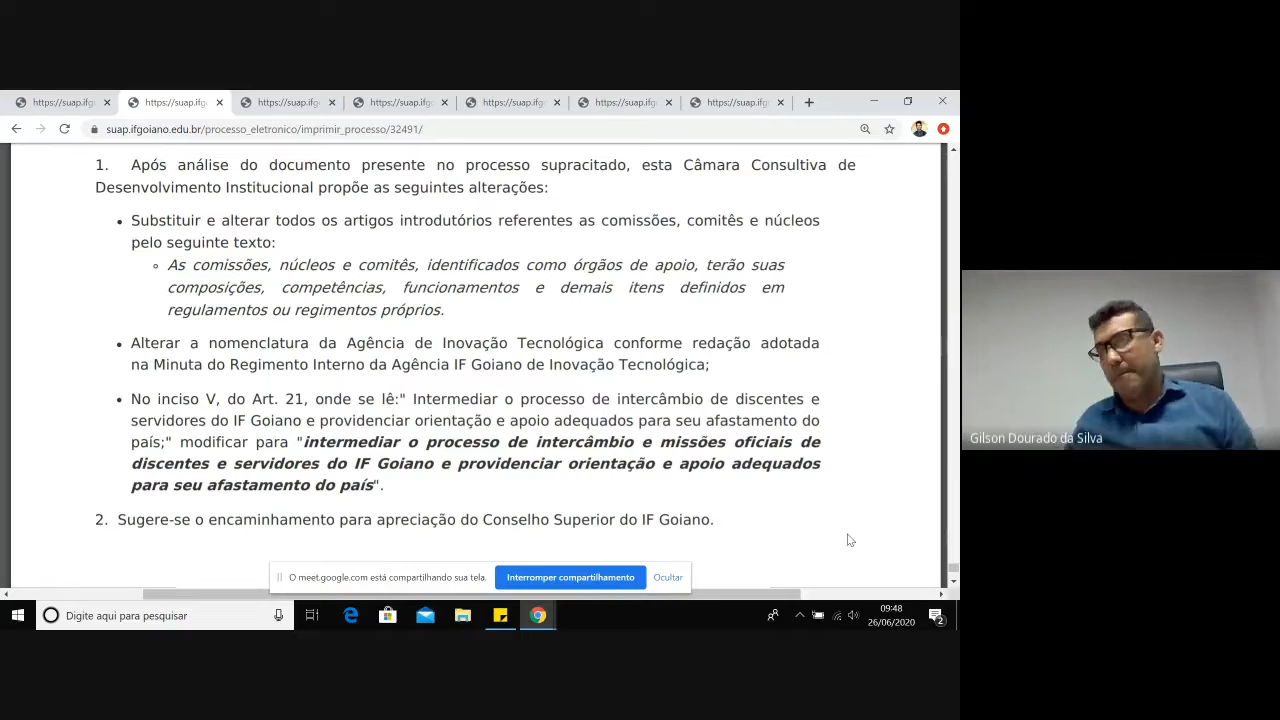 https://suap.ifg
https://suap.ifg
https://suap.ifg
https://suap.ifg
https://suap.ifg
https://suap.ifg
https://suap.ifg
suap.ifgoiano.edu.br/processo_eletronico/imprimir_processo/32491/
1. Após análise do documento presente no processo supracitado, esta Câmara Consultiva de
Desenvolvimento Institucional propõe as seguintes alterações:
• Substituir e alterar todos os artigos introdutórios referentes as comissões, comitês e núcleos
pelo seguinte texto:
◦ As comissões, núcleos e comitês, identificados como órgãos de apoio, terão suas
composições, competências, funcionamentos e demais itens definidos em
regulamentos ou regimentos próprios.
• Alterar a nomenclatura da Agência de Inovação Tecnológica conforme redação adotada
na Minuta do Regimento Interno da Agência IF Goiano de Inovação Tecnológica;
• No inciso V, do Art. 21, onde se lê:" Intermediar o processo de intercâmbio de discentes e
servidores do IF Goiano e providenciar orientação e apoio adequados para seu afastamento do
país;" modificar para "intermediar o processo de intercâmbio e missões oficiais de
discentes e servidores do IF Goiano e providenciar orientação e apoio adequados
para seu afastamento do país".
2. Sugere-se o encaminhamento para apreciação do Conselho Superior do IF Goiano.
Gilson Dourado da Silva
O meet.google.com está compartilhando sua tela.
Interromper compartilhamento
Ocultar
Digite aqui para pesquisar
09:48
26/06/2020
2